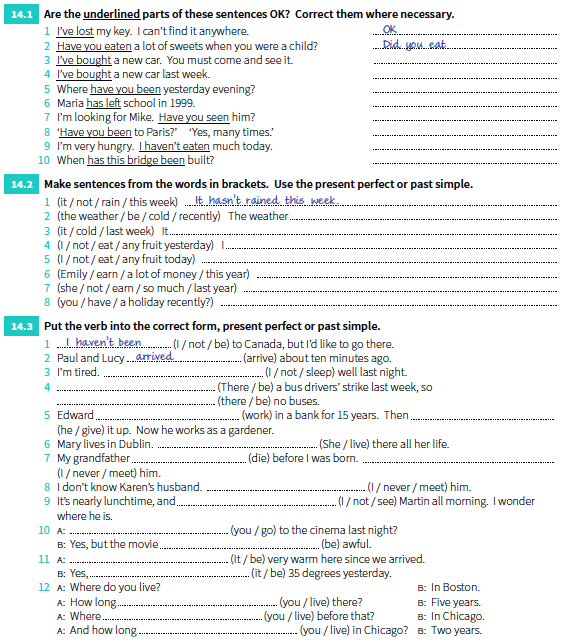 14.1 Are the underlined parts of these sentences OK? Correct them where necessary.
1 I've lost my key. I can't find it anywhere. OK
2 Have you eaten a lot of sweets when you were a child? Did you eat
3 I've bought a new car. You must come and see it.
4 I've bought a new car last week.
5 Where have you been yesterday evening?
6 Maria has left school in 1999.
7 I'm looking for Mike. Have you seen him?
8 'Have you been to Paris?' 'Yes, many times.'
9 I'm very hungry. I haven't eaten much today.
10 When has this bridge been built?
14.2 Make sentences from the words in brackets. Use the present perfect or past simple.
1 (it / not / rain / this week) It hasn't rained this week.
2 (the weather / be / cold / recently) The weather
3 (it / cold / last week) It
4 (I / not / eat / any fruit yesterday) I
5 (I / not / eat / any fruit today)
6 (Emily / earn / a lot of money / this year)
7 (she / not / earn / so much / last year)
8 (you / have / a holiday recently?)
14.3 Put the verb into the correct form, present perfect or past simple.
1 I haven't been (I / not / be) to Canada, but I'd like to go there.
2 Paul and Lucy arrived (arrive) about ten minutes ago.
3 I'm tired. (I / not / sleep) well last night.
4 (There / be) a bus drivers' strike last week, so
(there / be) no buses.
5 Edward (work) in a bank for 15 years. Then
(he / give) it up. Now he works as a gardener.
6 Mary lives in Dublin. (She / live) there all her life.
7 My grandfather (die) before I was born.
(I / never / meet) him.
8 I don't know Karen's husband. (I / never / meet) him.
9 It's nearly lunchtime, and (I / not / see) Martin all morning. I wonder
where he is.
10 A: (you / go) to the cinema last night?
B: Yes, but the movie (be) awful.
11 A: (It / be) very warm here since we arrived.
B: Yes, (it / be) 35 degrees yesterday.
12 A: Where do you live? B: In Boston.
A: How long (you / live) there? B: Five years.
A: Where (you / live) before that? B: In Chicago.
A: And how long (you / live) in Chicago? B: Two years.